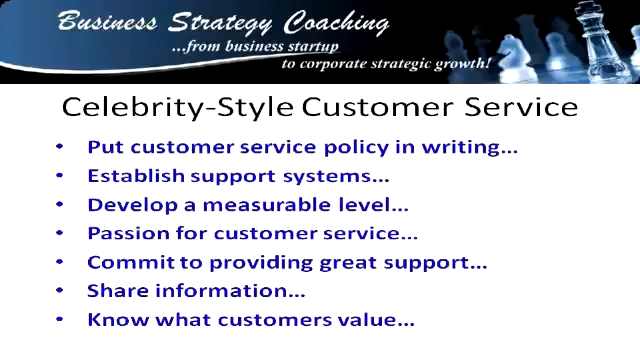 Business Strategy Coaching
...from business startup
to corporate strategic growth!
Celebrity-Style Customer Service
• Put customer service policy in writing...
• Establish support systems...
• Develop a measurable level...
• Passion for customer service...
• Commit to providing great support...
• Share information...
• Know what customers value...